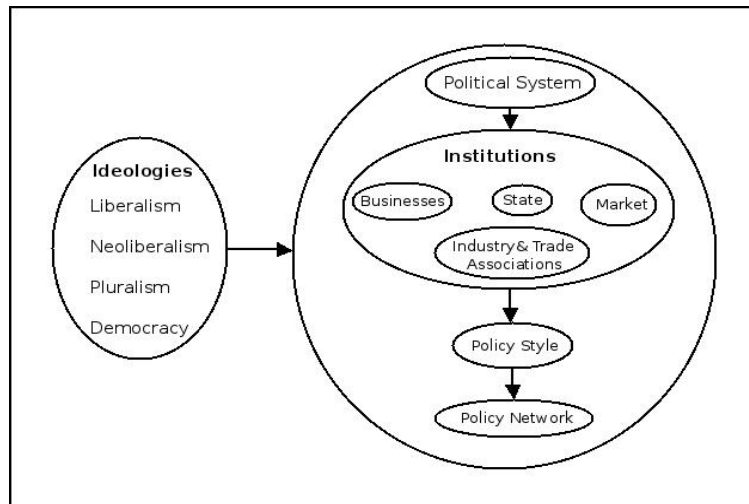 Political System
Ideologies
Liberalism
Neoliberalism
Pluralism
Democracy
Institutions
Businesses
State
Market
Industry& Trade
Associations
Policy Style
Policy Network